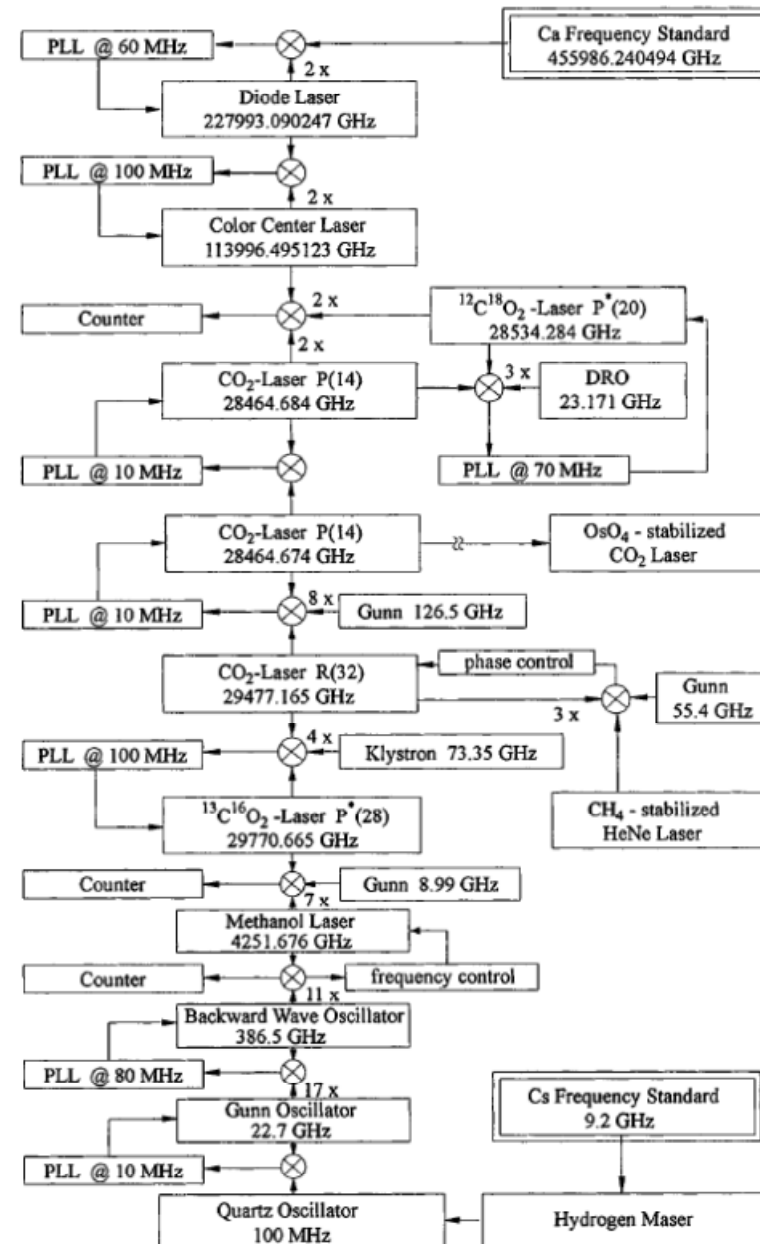 PLL @ 60 MHz
Ca Frequency Standard
455986.240494 GHz
2 x
Diode Laser
227993.090247 GHz
PLL @ 100 MHz
2 x
Color Center Laser
113996.495123 GHz
Counter
2 x
2 x
12C18O2 -Laser P*(20)
28534.284 GHz
CO2-Laser P(14)
28464.684 GHz
3 x
DRO
23.171 GHz
PLL @ 10 MHz
PLL @ 70 MHz
CO2-Laser P(14)
28464.674 GHz
OsO4 - stabilized
CO2 Laser
PLL @ 10 MHz
8 x
Gunn 126.5 GHz
CO2-Laser R(32)
29477.165 GHz
phase control
3 x
Gunn
55.4 GHz
PLL @ 100 MHz
4 x
Klystron 73.35 GHz
13C16O2 -Laser P*(28)
29770.665 GHz
CH4 - stabilized
HeNe Laser
Counter
7 x
Gunn 8.99 GHz
Methanol Laser
4251.676 GHz
Counter
11 x
frequency control
Backward Wave Oscillator
386.5 GHz
PLL @ 80 MHz
17 x
Gunn Oscillator
22.7 GHz
Cs Frequency Standard
9.2 GHz
PLL @ 10 MHz
Quartz Oscillator
100 MHz
Hydrogen Maser